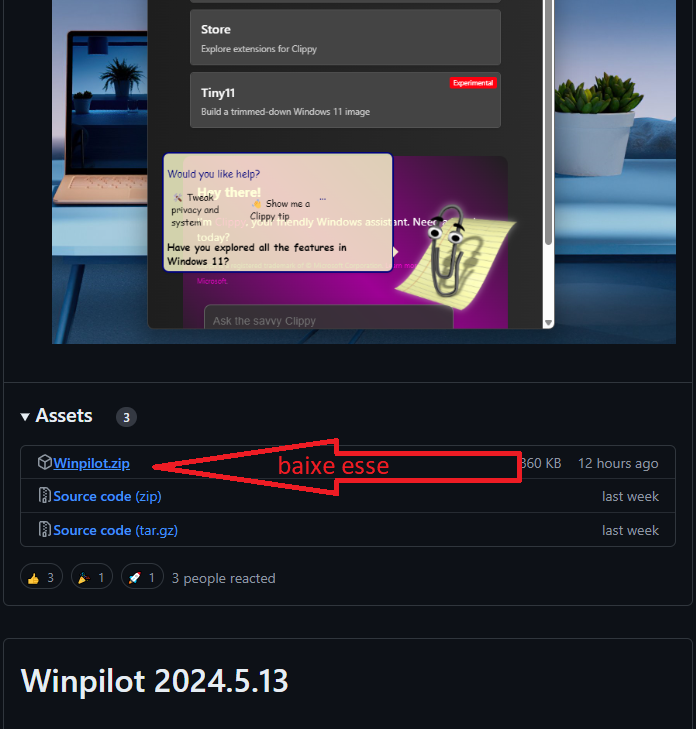 Store
Explore extensions for Clippy
Experimental
Tiny11
Build a trimmed-down Windows 11 image
Would you like help?
Hey there!
Tweak privacy and system
Show me a Clippy tip
...
your friendly Windows assistant. Need
today?
Have you explored all the features in
Windows 11?
Microsoft.
Ask the savvy Clippy
Assets 3
Winpilot.zip baixe esse 360 KB 12 hours ago
Source code (zip) last week
Source code (tar.gz) last week
3 1 1 3 people reacted
Winpilot 2024.5.13